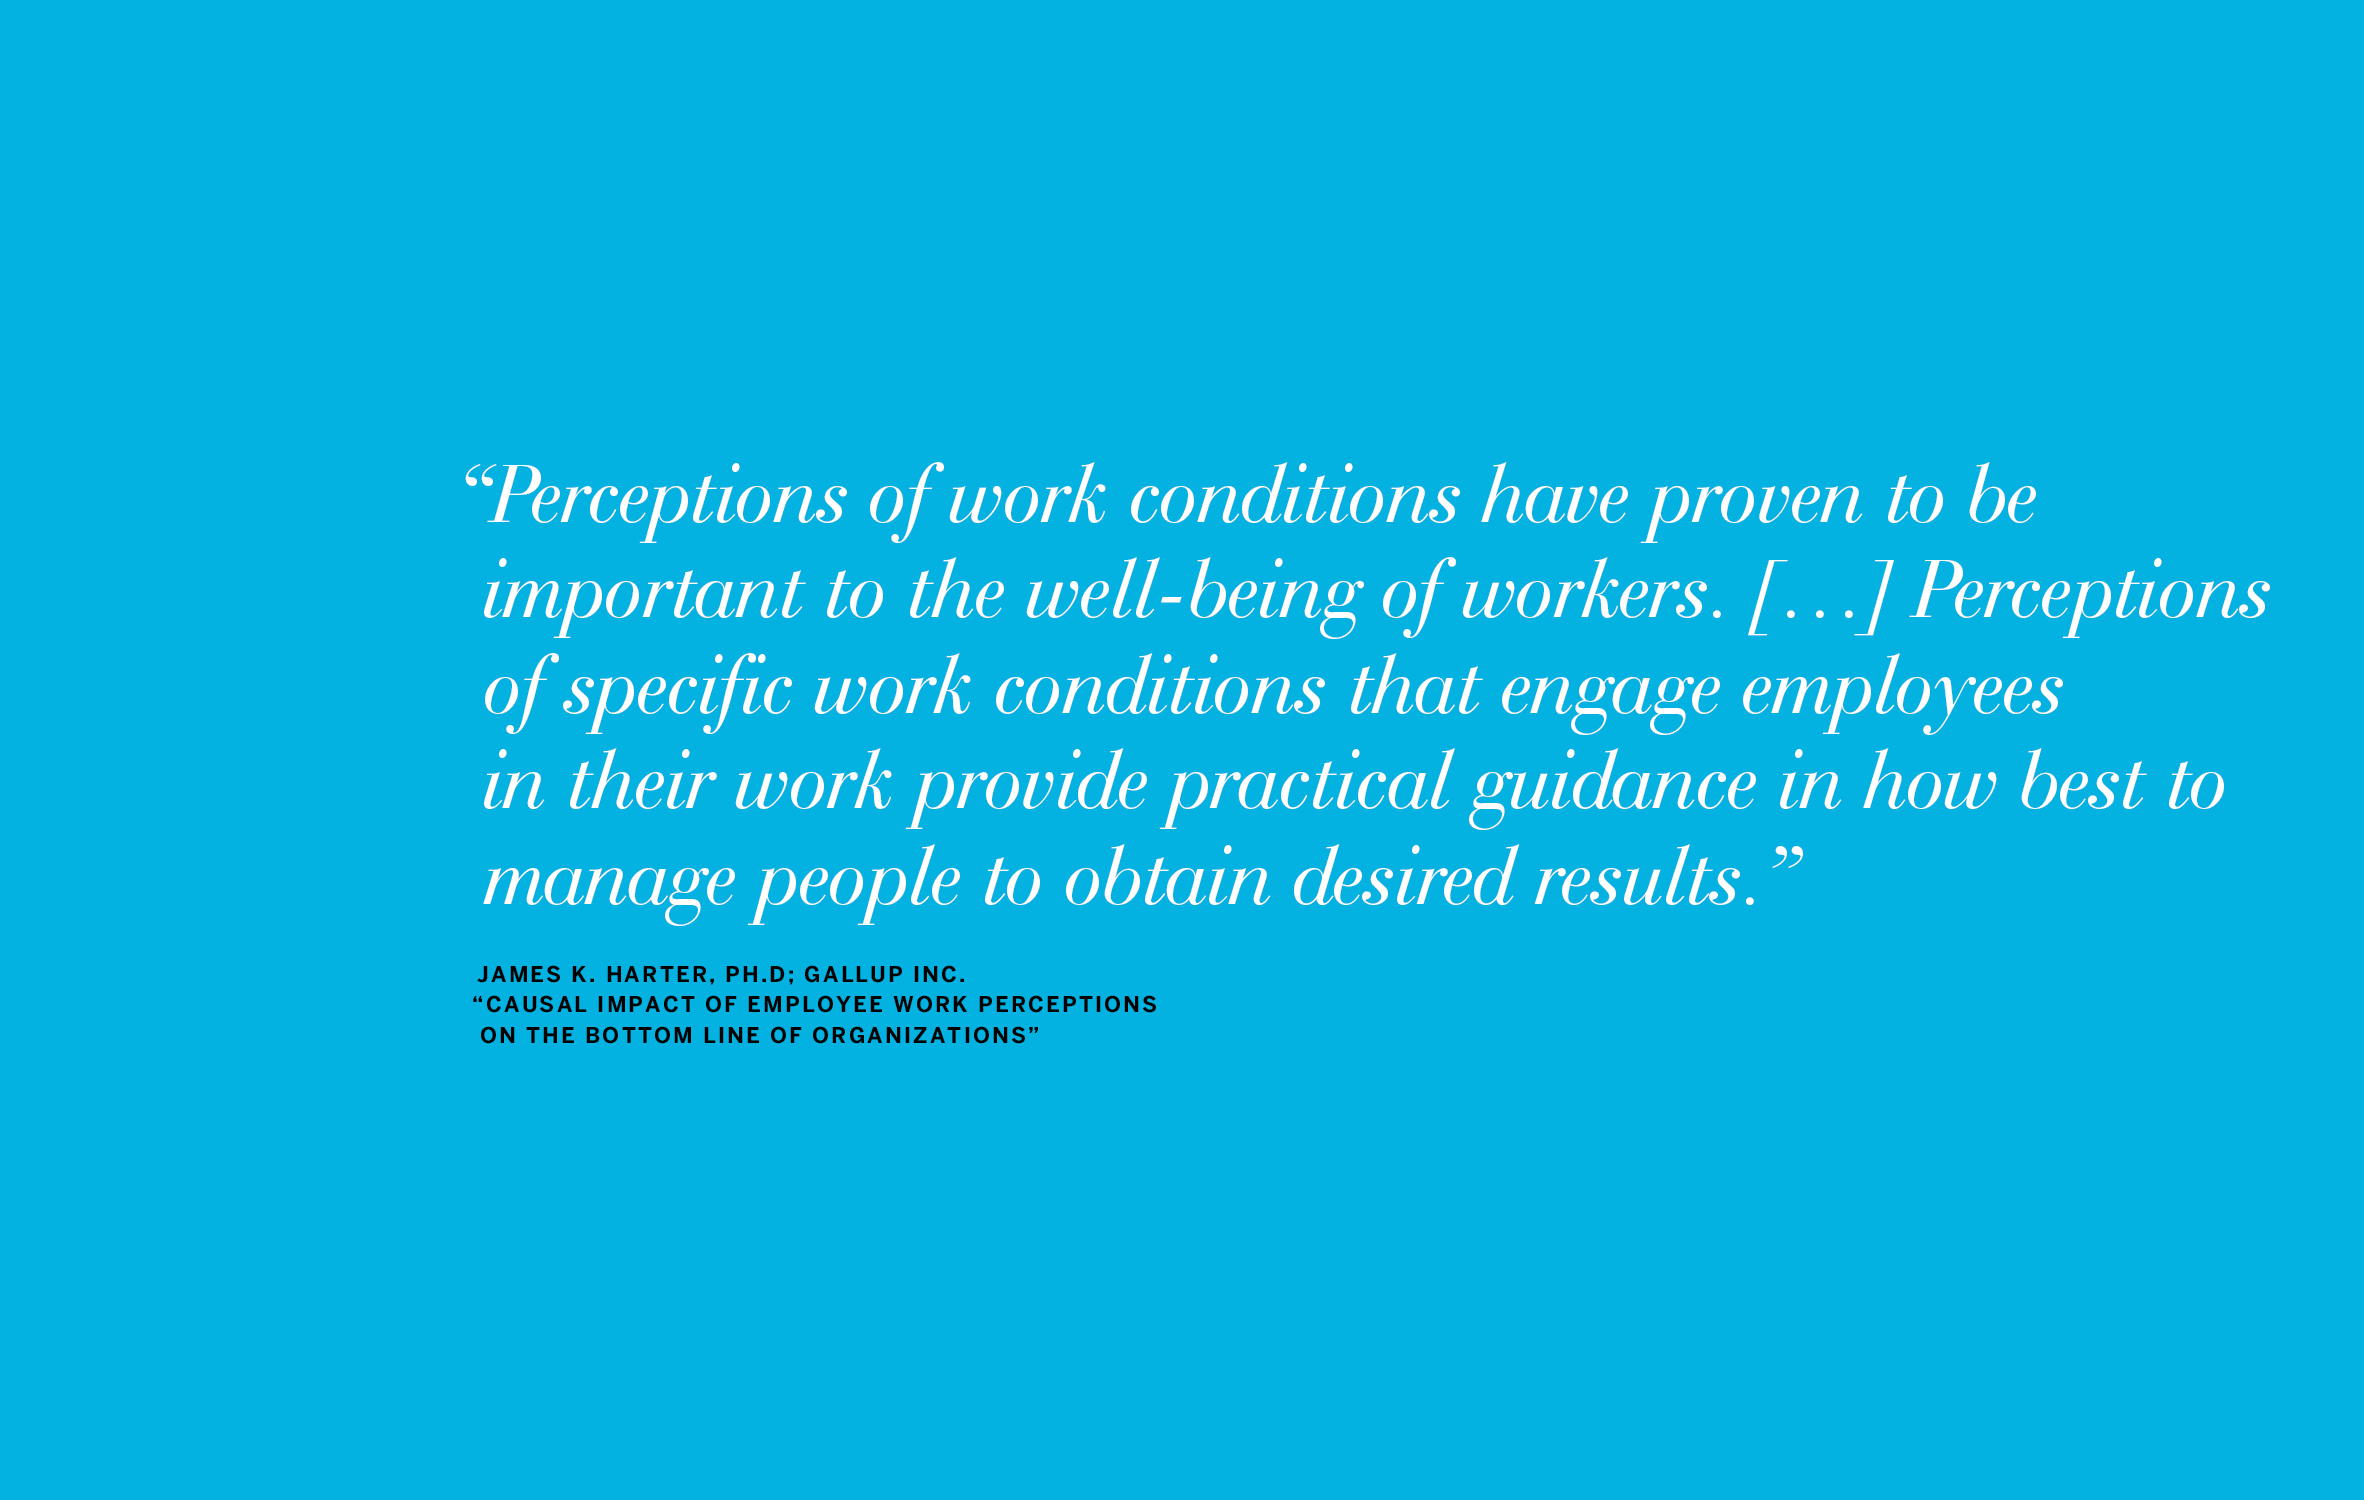 “Perceptions of work conditions have proven to be
important to the well-being of workers. [...] Perceptions
of specific work conditions that engage employees
in their work provide practical guidance in how best to
manage people to obtain desired results.”
JAMES K. HARTER, PH.D; GALLUP INC.
“CAUSAL IMPACT OF EMPLOYEE WORK PERCEPTIONS
ON THE BOTTOM LINE OF ORGANIZATIONS”